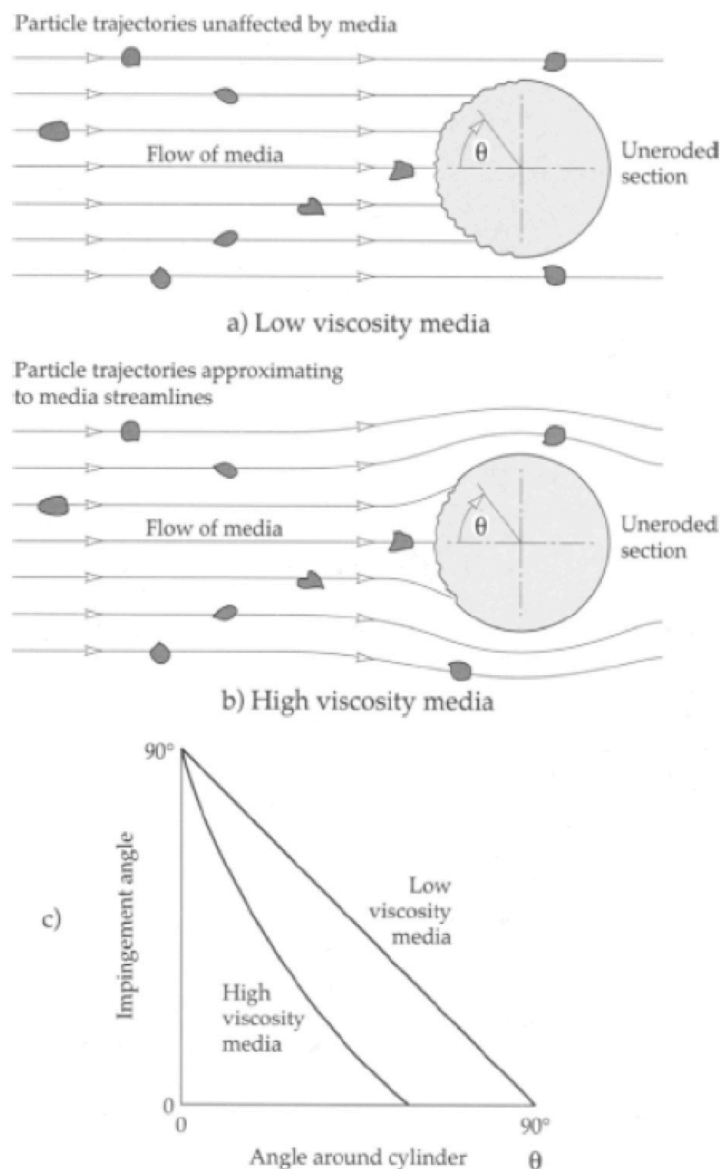 Particle trajectories unaffected by media
Flow of media
θ
Uneroded
section
a) Low viscosity media
Particle trajectories approximating
to media streamlines
Flow of media
θ
Uneroded
section
b) High viscosity media
90°
Impingement angle
c)
Low
viscosity
media
High
viscosity
media
0
0
90°
Angle around cylinder
θ